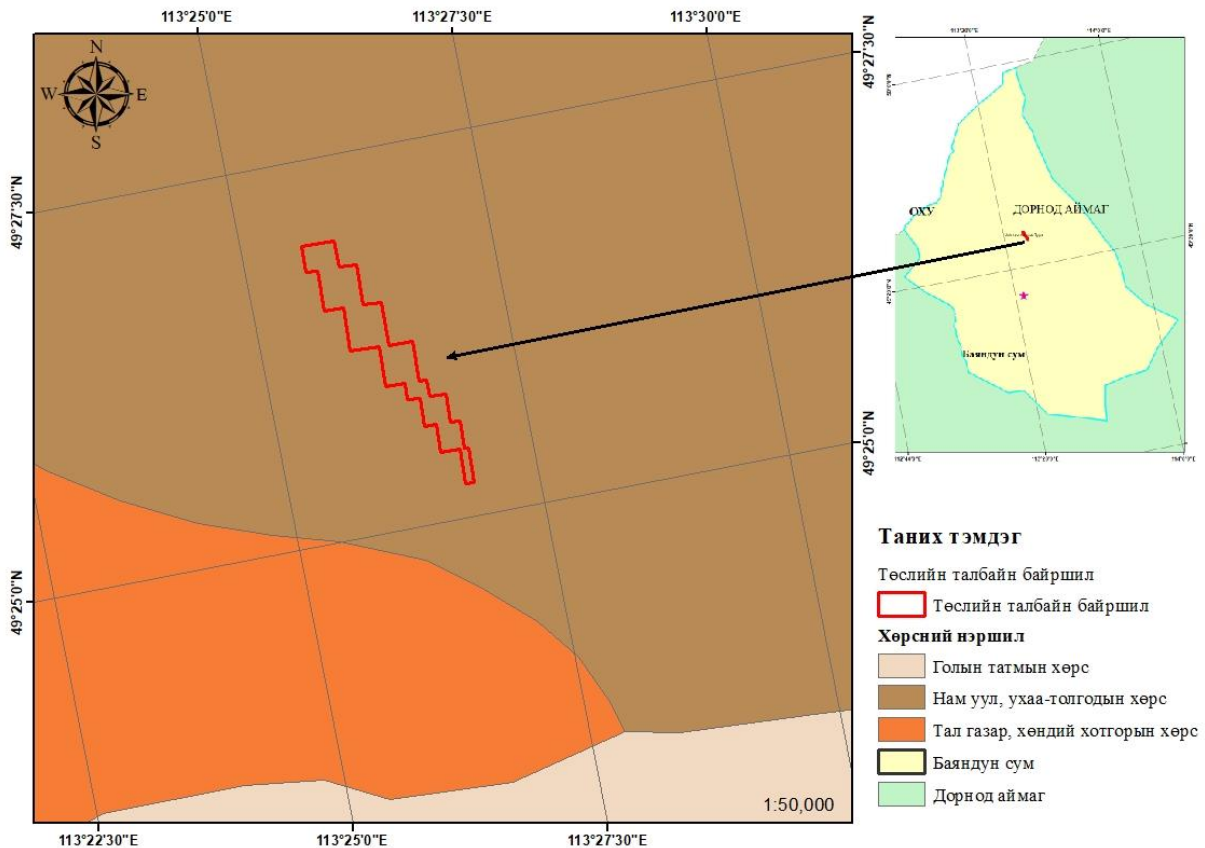 113°25'0"E
113°27'30"E
113°30'0"E
49°27'30"N
49°27'30"N
N
W
E
S
49°25'0"N
49°25'0"N
1:50,000
113°22'30"E
113°25'0"E
113°27'30"E
ОХУ
ДОРНОД АЙМАГ
Баяндун сум
Таних тэмдэг
Төслийн талбайн байршил
Төслийн талбайн байршил
Хөрсний нэршил
Голын татмын хөрс
Нам уул, ухаа-толгодын хөрс
Тал газар, хөндий хотгорын хөрс
Баяндун сум
Дорнод аймаг